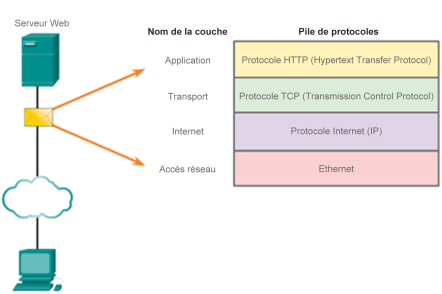 Serveur Web
Nom de la couche
Pile de protocoles
Application
Protocole HTTP (Hypertext Transfer Protocol)
Transport
Protocole TCP (Transmission Control Protocol)
Internet
Protocole Internet (IP)
Accès réseau
Ethernet